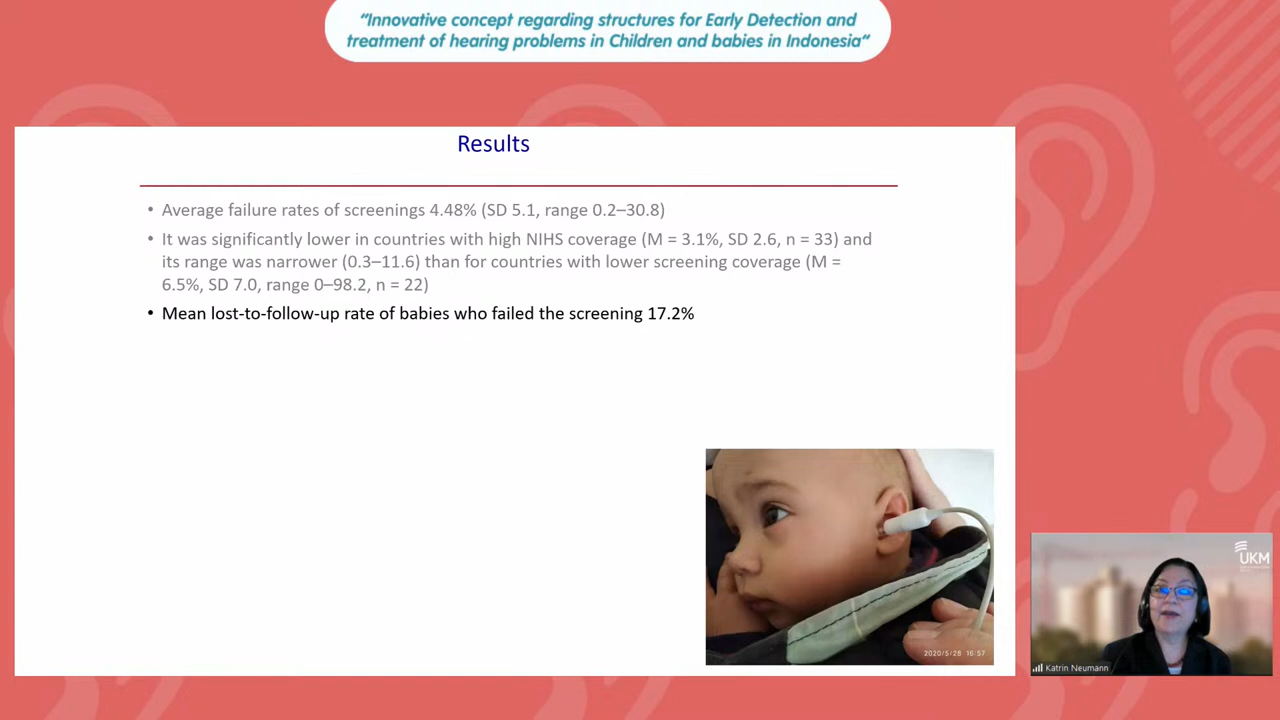 “Innovative concept regarding structures for Early Detection and
treatment of hearing problems in Children and babies in Indonesia“
Results
• Average failure rates of screenings 4.48% (SD 5.1, range 0.2–30.8)
• It was significantly lower in countries with high NIHS coverage (M = 3.1%, SD 2.6, n = 33) and
its range was narrower (0.3–11.6) than for countries with lower screening coverage (M =
6.5%, SD 7.0, range 0–98.2, n = 22)
• Mean lost-to-follow-up rate of babies who failed the screening 17.2%
2020/5/28 16:57
UKM
Katrin Neumann